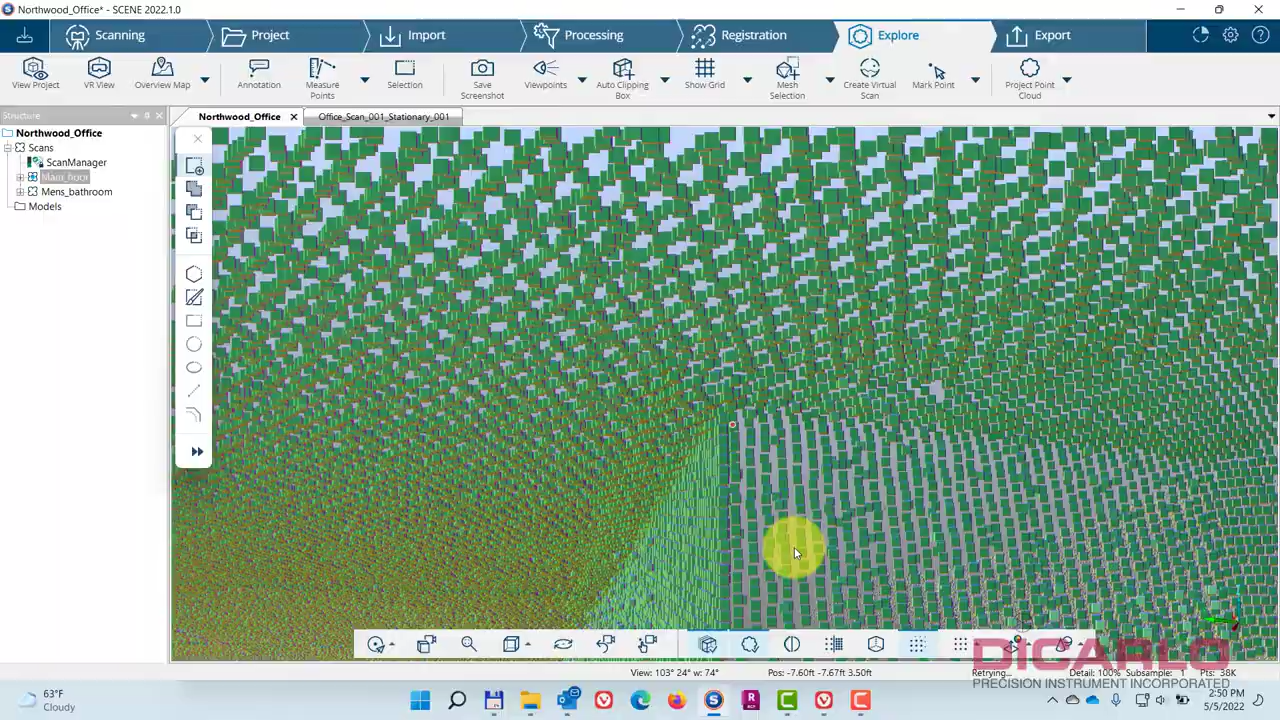 Northwood_Office* - SCENE 2022.1.0
Scanning
Project
Import
Processing
Registration
Explore
Export
View Project
VR View
Overview Map
Annotation
Measure
Points
Selection
Save
Screenshot
Viewpoints
Auto Clipping
Box
Show Grid
Mesh
Selection
Create Virtual
Scan
Mark Point
Project Point
Cloud
Structure
Northwood_Office
Office_Scan_001_Stationary_001
Northwood_Office
Scans
ScanManager
Main_floor
Mens_bathroom
Models
View: 103° 24° w: 74°
Pos: -7.60ft -7.67ft 3.50ft
Retrying...
Detail: 100%
Subsample: 1
Pts: 38K
DICARLO
PRECISION INSTRUMENT INCORPORATED
63°F
Cloudy
2:50 PM
5/5/2022